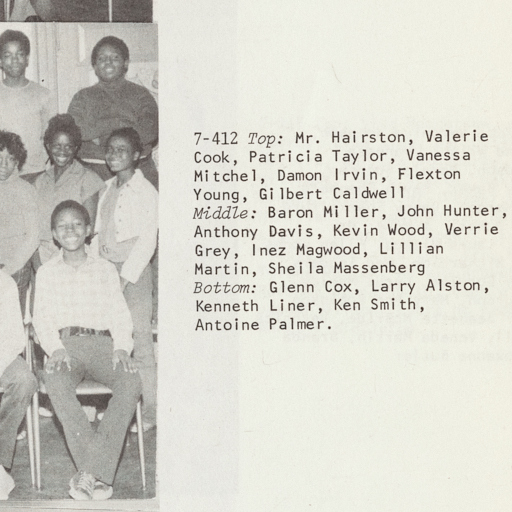 7-412 Top: Mr. Hairston, Valerie
Cook, Patricia Taylor, Vanessa
Mitchel, Damon Irvin, Flexton
Young, Gilbert Caldwell
Middle: Baron Miller, John Hunter,
Anthony Davis, Kevin Wood, Verrie
Grey, Inez Magwood, Lillian
Martin, Sheila Massenberg
Bottom: Glenn Cox, Larry Alston,
Kenneth Liner, Ken Smith,
Antoine Palmer.